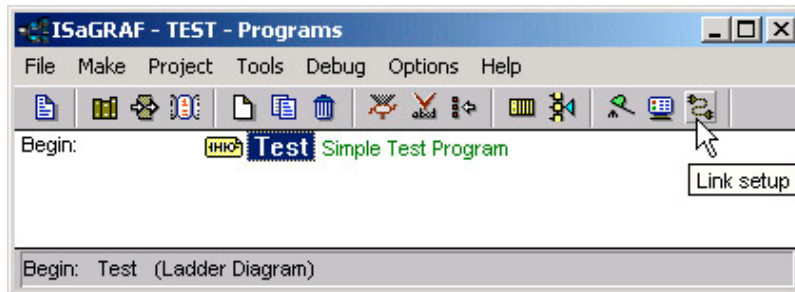 ISaGRAF - TEST - Programs
File Make Project Tools Debug Options Help
Begin: Test Simple Test Program
Link setup
Begin: Test (Ladder Diagram)